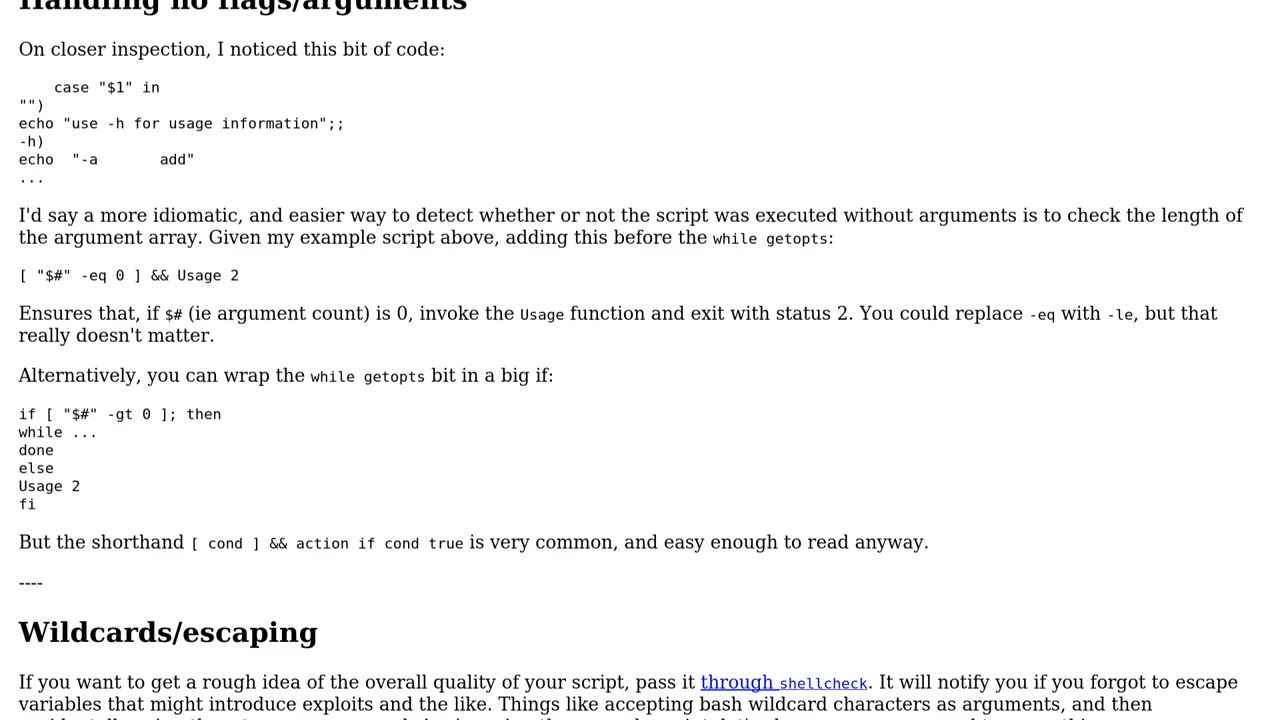 Handling no flags/arguments
On closer inspection, I noticed this bit of code:
case "$1" in
"")
echo "use -h for usage information";;
-h)
echo  "-a       add"
...
I'd say a more idiomatic, and easier way to detect whether or not the script was executed without arguments is to check the length of
the argument array. Given my example script above, adding this before the while getopts:
[ "$#" -eq 0 ] && Usage 2
Ensures that, if $# (ie argument count) is 0, invoke the Usage function and exit with status 2. You could replace -eq with -le, but that
really doesn't matter.
Alternatively, you can wrap the while getopts bit in a big if:
if [ "$#" -gt 0 ]; then
while ...
done
else
Usage 2
fi
But the shorthand [ cond ] && action if cond true is very common, and easy enough to read anyway.
----
Wildcards/escaping
If you want to get a rough idea of the overall quality of your script, pass it through shellcheck. It will notify you if you forgot to escape
variables that might introduce exploits and the like. Things like accepting bash wildcard characters as arguments, and then